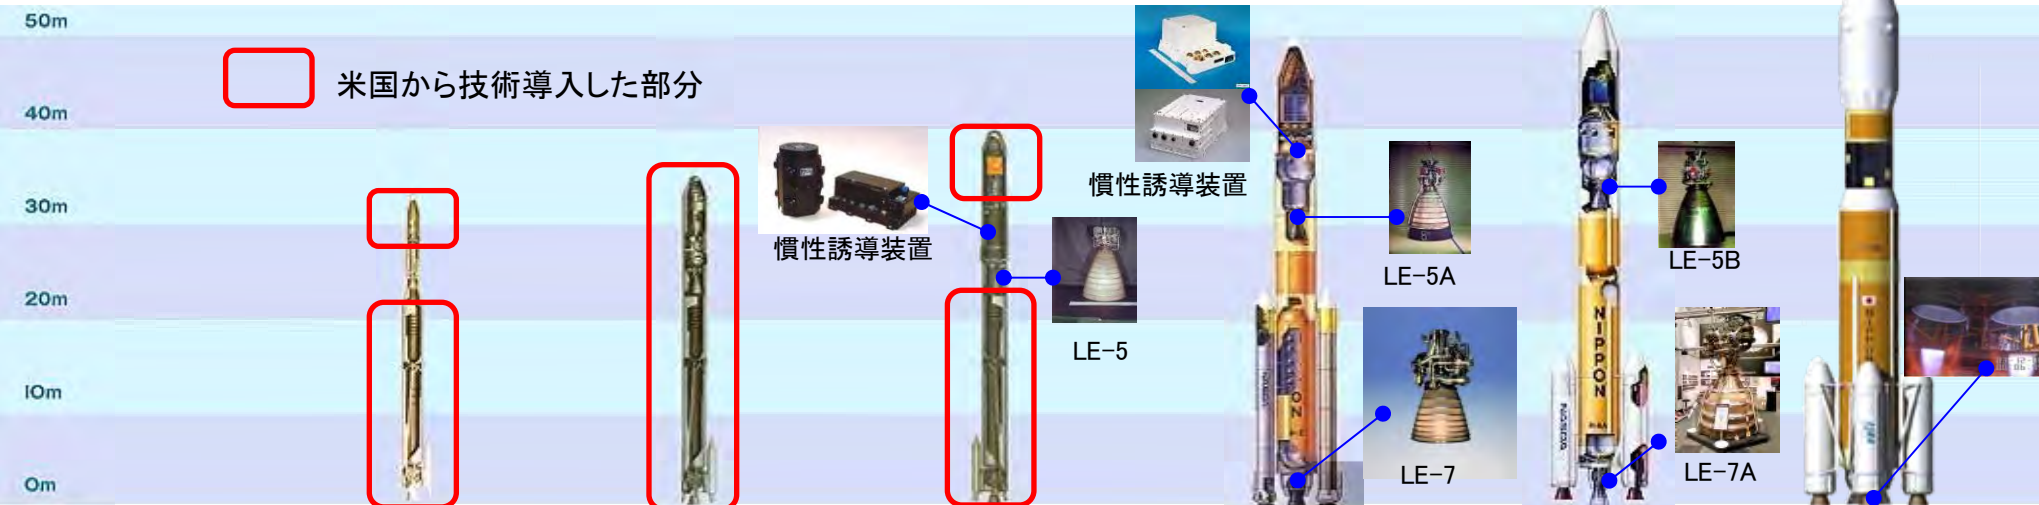 50m
40m
30m
20m
10m
0m
米国から技術導入した部分
慣性誘導装置
LE-5
慣性誘導装置
LE-5A
LE-7
NIPPON
LE-5B
LE-7A